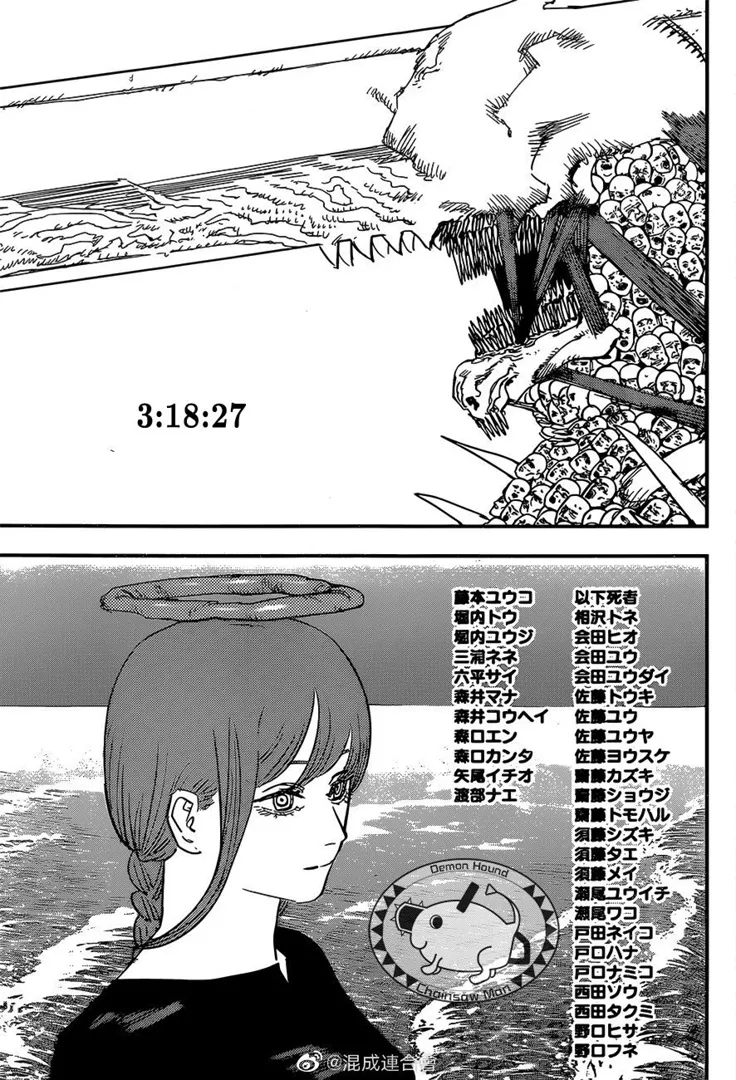 3:18:27
以下死者
相沢トネ
会田ヒオ
会田ユウ
会田ユウダイ
佐藤トウキ
佐藤ユウ
佐藤ユウヤ
佐藤ヨウスケ
齋藤カズキ
齋藤ショウジ
齋藤トモハル
須藤シズキ
須藤タエ
須藤メイ
瀬尾ユウイチ
瀬尾ワコ
戸田ネイコ
戸口ハナ
戸口ナミコ
西田ソウ
西田タクミ
野口ヒサ
野口フネ
藤本ユウコ
堀内トウ
堀内ユウジ
三浦ネネ
六平サイ
森井マナ
森井コウヘイ
森口エン
森口カンタ
矢尾イチオ
渡部ナエ
Demon Hound
Chainsaw Man
@混成連合會